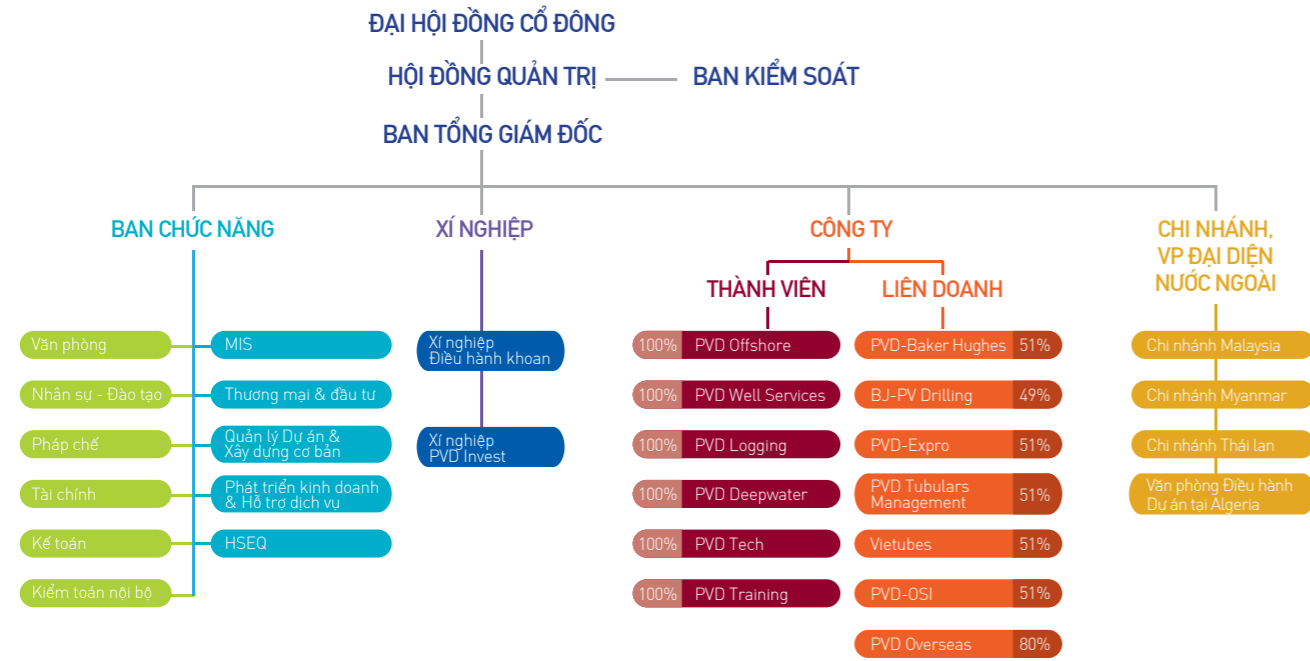 ĐẠI HỘI ĐỒNG CỔ ĐÔNG
HỘI ĐỒNG QUẢN TRỊ
BAN KIỂM SOÁT
BAN TỔNG GIÁM ĐỐC
BAN CHỨC NĂNG
Văn phòng
Nhân sự - Đào tạo
Pháp chế
Tài chính
Kế toán
Kiểm toán nội bộ
MIS
Thương mại & đầu tư
Quản lý Dự án &
Xây dựng cơ bản
Phát triển kinh doanh
& Hỗ trợ dịch vụ
HSEQ
XÍ NGHIỆP
Xí nghiệp
Điều hành khoan
Xí nghiệp
PVD Invest
CÔNG TY
THÀNH VIÊN
100% PVD Offshore
100% PVD Well Services
100% PVD Logging
100% PVD Deepwater
100% PVD Tech
100% PVD Training
LIÊN DOANH
PVD-Baker Hughes 51%
BJ-PV Drilling 49%
PVD-Expro 51%
PVD Tubulars
Management 51%
Vietubes 51%
PVD-OSI 51%
PVD Overseas 80%
CHI NHÁNH,
VP ĐẠI DIỆN
NƯỚC NGOÀI
Chi nhánh Malaysia
Chi nhánh Myanmar
Chi nhánh Thái lan
Văn phòng Điều hành
Dự án tại Algeria